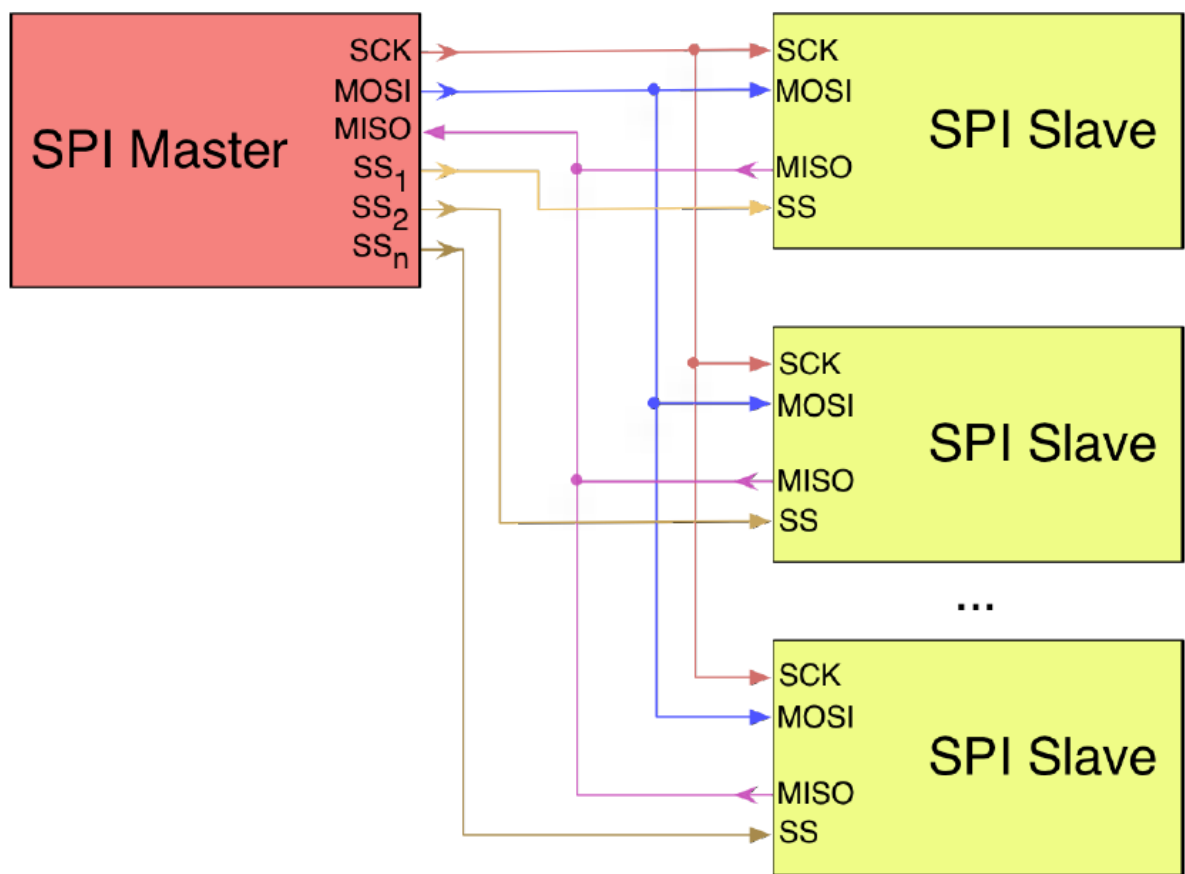 SPI Master
SCK
MOSI
MISO
SS1
SS2
SSn
SCK
MOSI
SPI Slave
MISO
SS
SCK
MOSI
SPI Slave
MISO
SS
...
SCK
MOSI
SPI Slave
MISO
SS